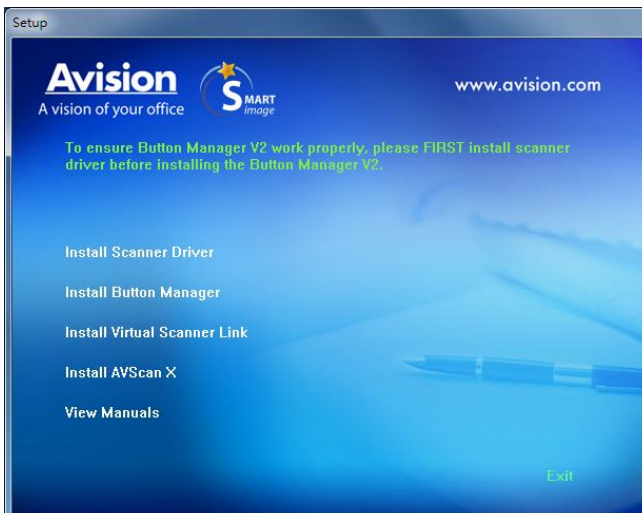 Setup
Avision
A vision of your office
SMART
image
www.avision.com
To ensure Button Manager V2 work properly, please FIRST install scanner
driver before installing the Button Manager V2.
Install Scanner Driver
Install Button Manager
Install Virtual Scanner Link
Install AVScan X
View Manuals
Exit